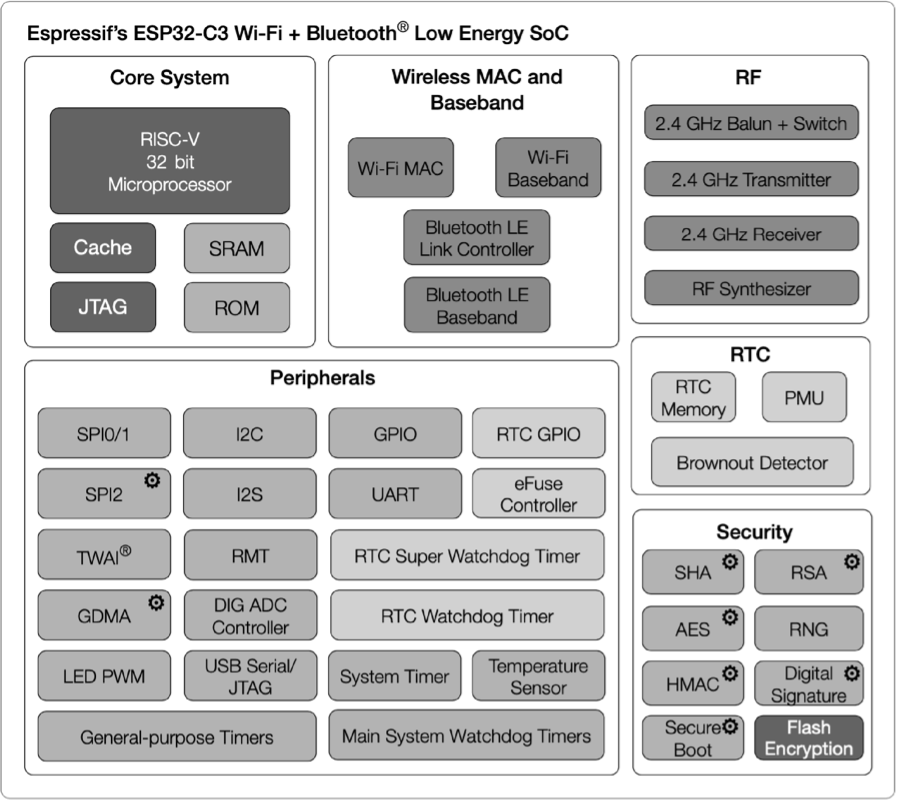 Espressif's ESP32-C3 Wi-Fi + Bluetooth® Low Energy SoC
Core System
RISC-V
32 bit
Microprocessor
Cache
SRAM
JTAG
ROM
Wireless MAC and
Baseband
Wi-Fi MAC
Wi-Fi
Baseband
Bluetooth LE
Link Controller
Bluetooth LE
Baseband
RF
2.4 GHz Balun + Switch
2.4 GHz Transmitter
2.4 GHz Receiver
RF Synthesizer
Peripherals
SPI0/1
I2C
GPIO
RTC GPIO
SPI2
I2S
UART
eFuse
Controller
TWAI®
RMT
RTC Super Watchdog Timer
GDMA
DIG ADC
Controller
RTC Watchdog Timer
LED PWM
USB Serial/
JTAG
System Timer
Temperature
Sensor
General-purpose Timers
Main System Watchdog Timers
RTC
RTC
Memory
PMU
Brownout Detector
Security
SHA
RSA
AES
RNG
HMAC
Digital
Signature
Secure
Boot
Flash
Encryption